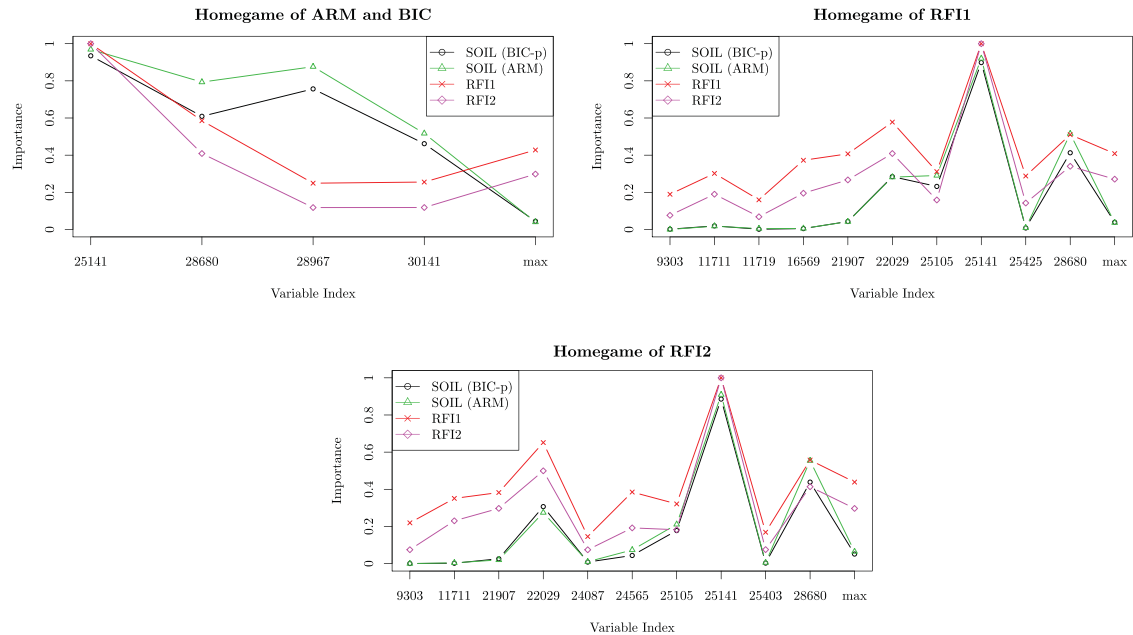 Homegame of ARM and BIC
Importance
1
0.8
0.6
0.4
0.2
0
SOIL (BIC-p)
SOIL (ARM)
RFI1
RFI2
25141 28680 28967 30141 max
Variable Index
Homegame of RFI1
Importance
1
0.8
0.6
0.4
0.2
0
SOIL (BIC-p)
SOIL (ARM)
RFI1
RFI2
9303 11711 11719 16569 21907 22029 25105 25141 25425 28680 max
Variable Index
Homegame of RFI2
Importance
1
0.8
0.6
0.4
0.2
0
SOIL (BIC-p)
SOIL (ARM)
RFI1
RFI2
9303 11711 21907 22029 24087 24565 25105 25141 25403 28680 max
Variable Index